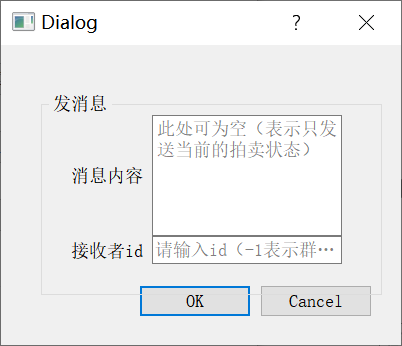 Dialog
发消息
消息内容
此处可为空（表示只发
送当前的拍卖状态）
接收者id
请输入id（-1表示群…
OK
Cancel